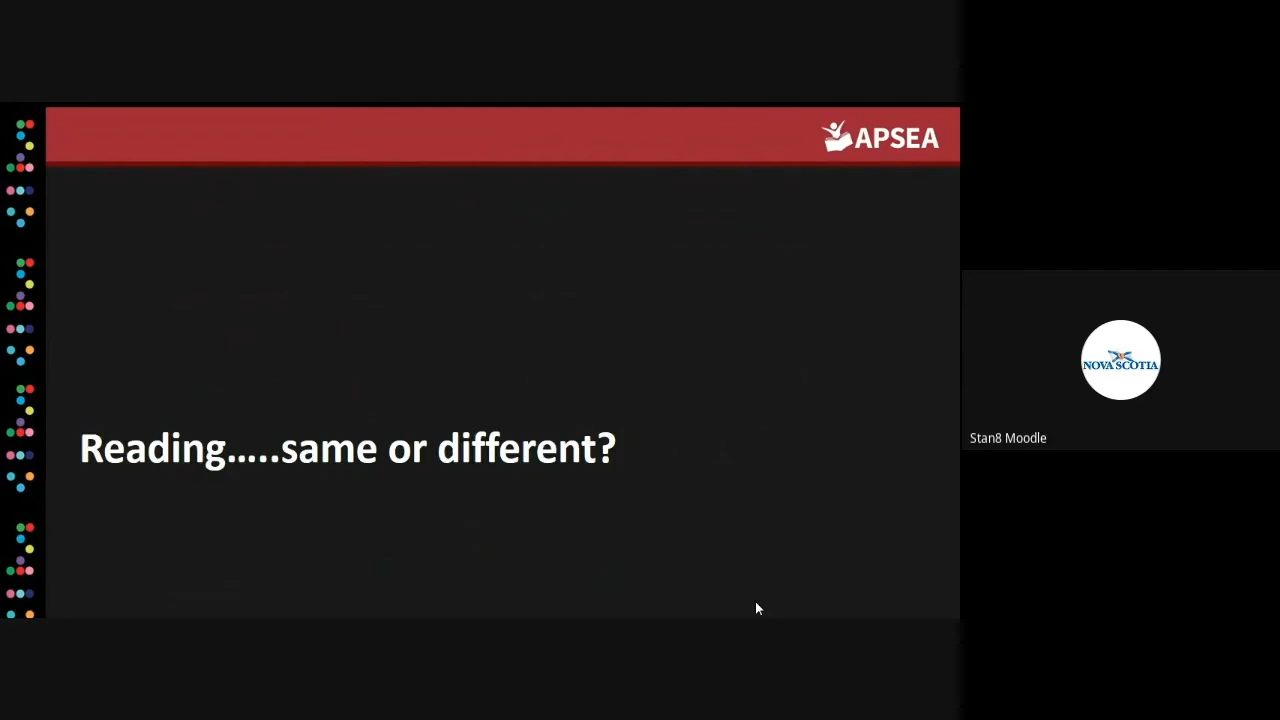 APSEA
Reading.....same or different?
NOVA SCOTIA
Stan8 Moodle